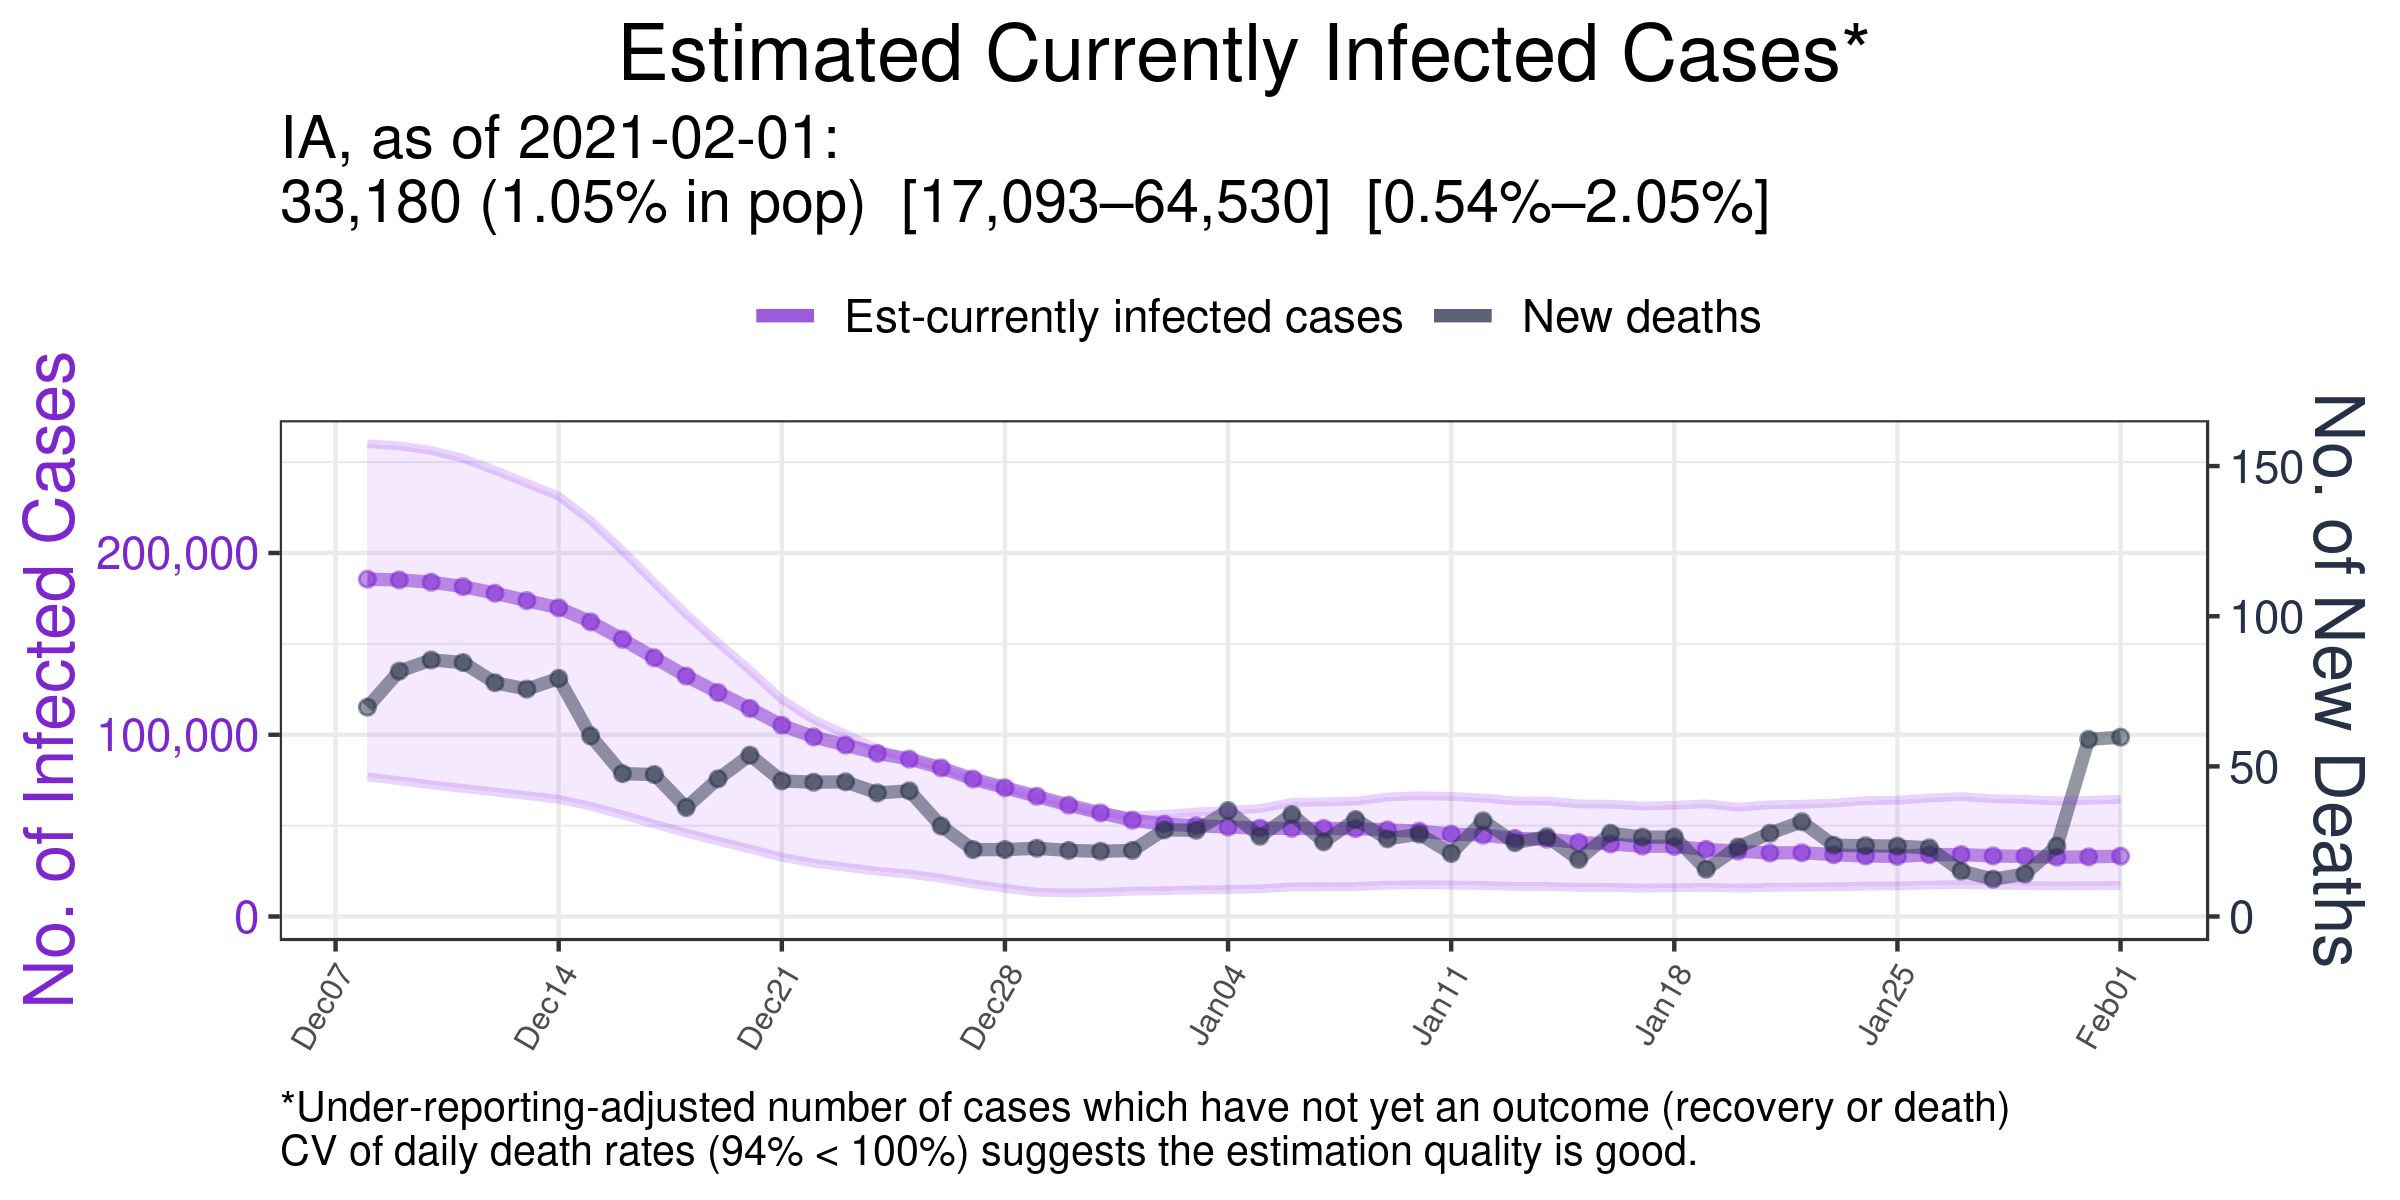 Estimated Currently Infected Cases*
IA, as of 2021-02-01:
33,180 (1.05% in pop)  [17,093–64,530]  [0.54%–2.05%]
Est-currently infected cases
New deaths
No. of Infected Cases
200,000
100,000
0
150
100
50
0
No. of New Deaths
Dec07
Dec14
Dec21
Dec28
Jan04
Jan11
Jan18
Jan25
Feb01
*Under-reporting-adjusted number of cases which have not yet an outcome (recovery or death)
CV of daily death rates (94% < 100%) suggests the estimation quality is good.